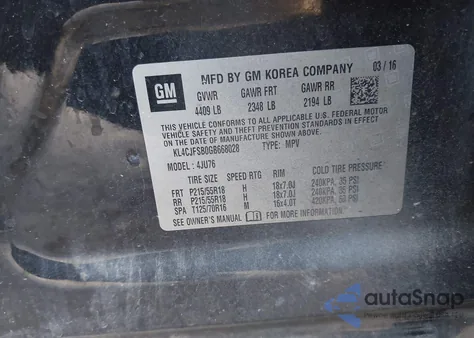 GM
MFD BY GM KOREA COMPANY 03/16
GVWR GAWR FRT GAWR RR
4409 LB 2348 LB 2194 LB
THIS VEHICLE CONFORMS TO ALL APPLICABLE U.S. FEDERAL MOTOR
VEHICLE SAFETY, BUMPER, AND THEFT PREVENTION STANDARDS
IN EFFECT ON THE DATE OF MANUFACTURE SHOWN ABOVE.
KL4CJFSB0GB668028 TYPE: MPV
MODEL: 4JU76
TIRE SIZE SPEED RTG RIM COLD TIRE PRESSURE
FRT P215/55R18 H 18x7.0J 240KPA, 35 PSI
RR P215/55R18 H 18x7.0J 240KPA, 35 PSI
SPA T125/70R16 M 16x4.0T 420KPA,
SEE OWNER'S MANUAL FOR MORE INFORMATION.
autoSnap